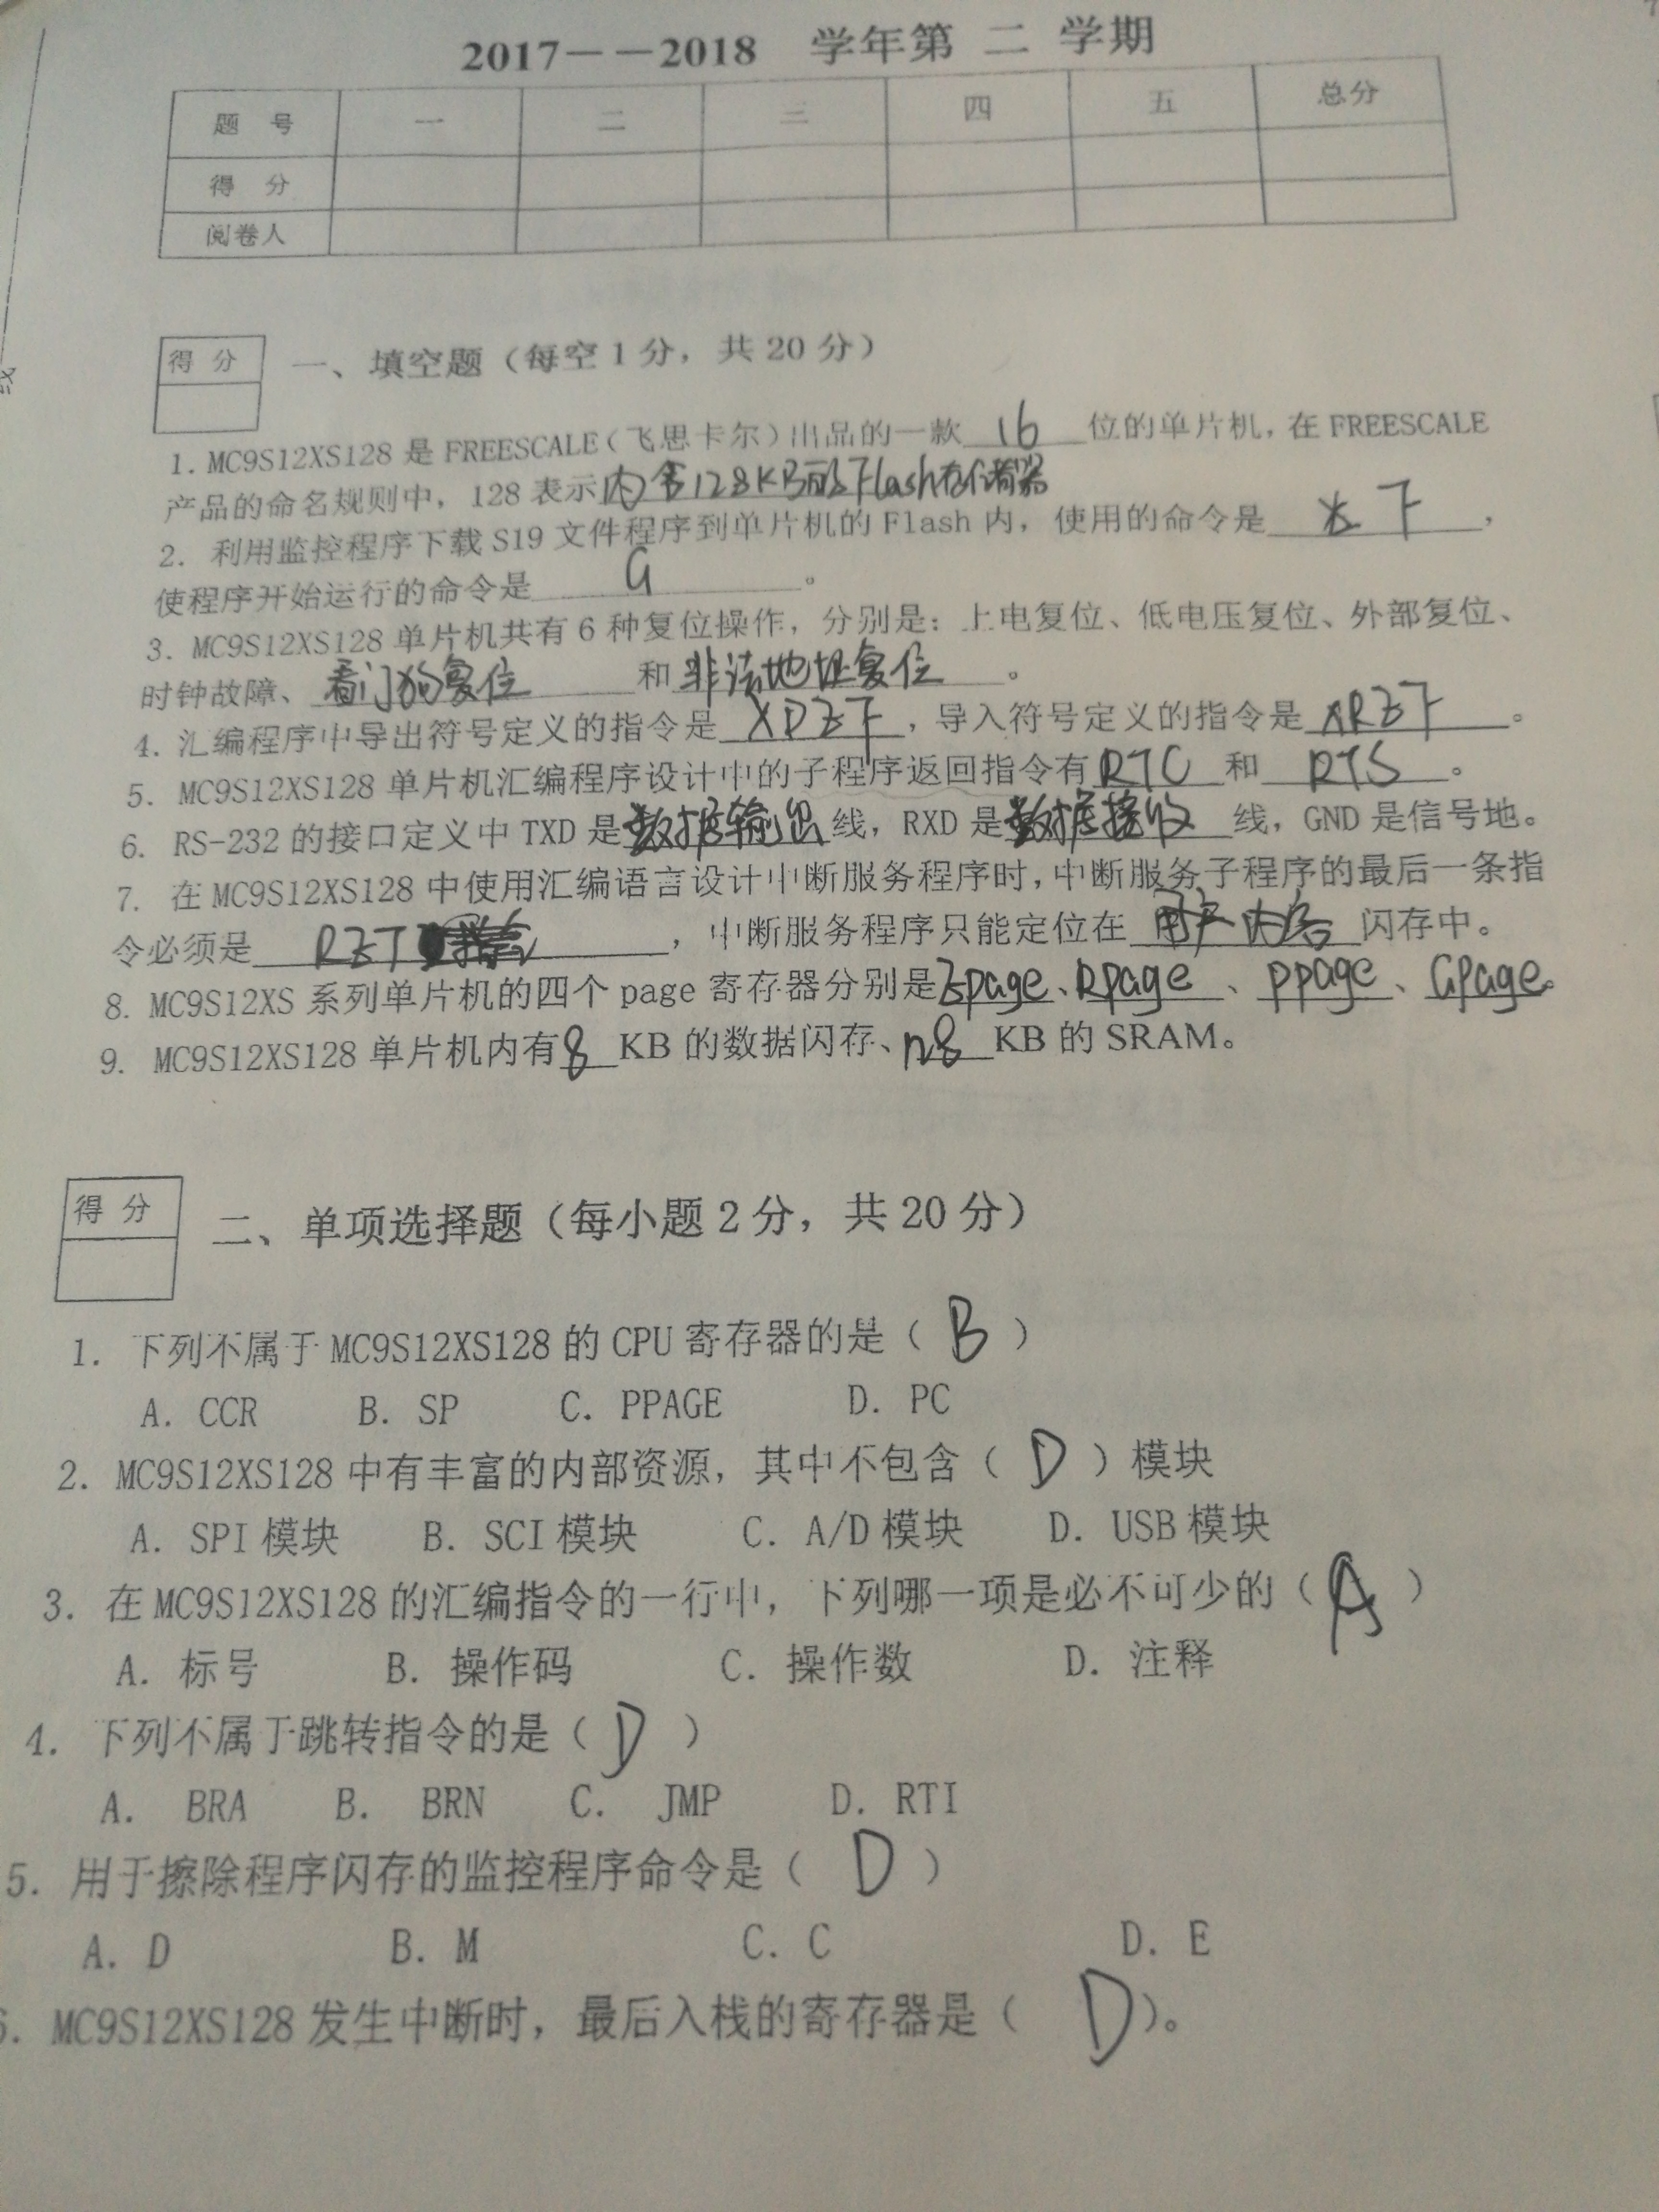 2017－－2018 学年第 二 学期
题 号 一 二 三 四 五 总分
得 分
阅卷人
得 分
一、填空题（每空 1 分，共 20 分）
1. MC9S12XS128 是 FREESCALE（飞思卡尔）出品的一款 16 位的单片机，在 FREESCALE
产品的命名规则中，128 表示内含128KB的Flash存储器
2. 利用监控程序下载 S19 文件程序到单片机的 Flash 内，使用的命令是 F，
使程序开始运行的命令是 G 。
3. MC9S12XS128 单片机共有 6 种复位操作，分别是：上电复位、低电压复位、外部复位、
时钟故障、看门狗复位 和 非法地址复位 。
4. 汇编程序中导出符号定义的指令是 XDEF ，导入符号定义的指令是 XREF 。
5. MC9S12XS128 单片机汇编程序设计中的子程序返回指令有 RTC 和 RTS 。
6. RS-232 的接口定义中 TXD 是数据输出线，RXD 是数据接收 线，GND 是信号地。
7. 在 MC9S12XS128 中使用汇编语言设计中断服务程序时，中断服务子程序的最后一条指
令必须是 RET ，中断服务程序只能定位在 闪存中。
8. MC9S12XS 系列单片机的四个 page 寄存器分别是Epage、Rpage 、 Ppage 、 Gpage。
9. MC9S12XS128 单片机内有8 KB 的数据闪存、128 KB 的 SRAM。
得 分
二、单项选择题（每小题 2 分，共 20 分）
1. 下列不属于 MC9S12XS128 的 CPU 寄存器的是（ B ）
A. CCR B. SP C. PPAGE D. PC
2. MC9S12XS128 中有丰富的内部资源，其中不包含（ D ）模块
A. SPI 模块 B. SCI 模块 C. A/D 模块 D. USB 模块
3. 在 MC9S12XS128 的汇编指令的一行中，下列哪一项是必不可少的（ A ）
A. 标号 B. 操作码 C. 操作数 D. 注释
4. 下列不属于跳转指令的是（ D ）
A. BRA B. BRN C. JMP D. RTI
5. 用于擦除程序闪存的监控程序命令是（ D ）
A. D B. M C. C D. E
6. MC9S12XS128 发生中断时，最后入栈的寄存器是（ D ）。